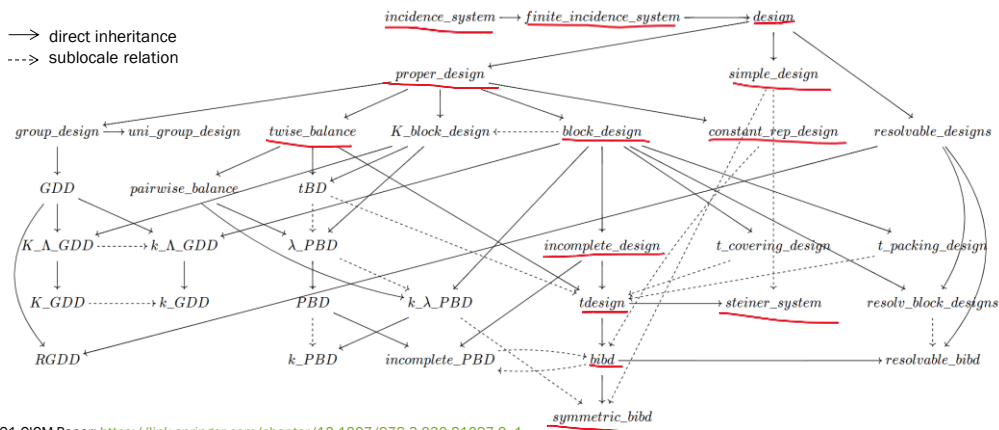 incidence_system finite_incidence_system design
direct inheritance
sublocale relation
proper_design simple_design
group_design uni_group_design twise_balance K_block_design block_design constant_rep_design resolvable_designs
GDD pairwise_balance tBD
K_Λ_GDD k_Λ_GDD λ_PBD incomplete_design t_covering_design t_packing_design
K_GDD k_GDD PBD k_λ_PBD tdesign steiner_system resolv_block_designs
RGDD k_PBD incomplete_PBD bibd resolvable_bibd
symmetric_bibd